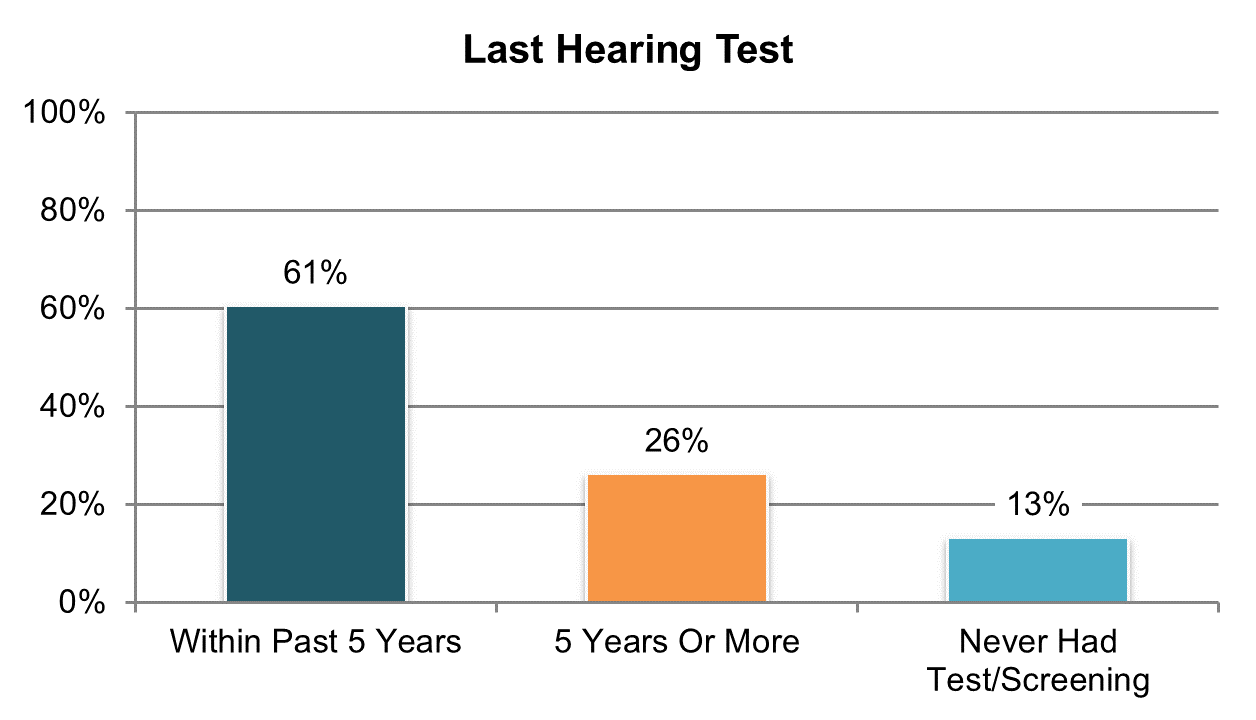 Last Hearing Test
100%
80%
60%
40%
20%
0%
61%
26%
13%
Within Past 5 Years
5 Years Or More
Never Had
Test/Screening